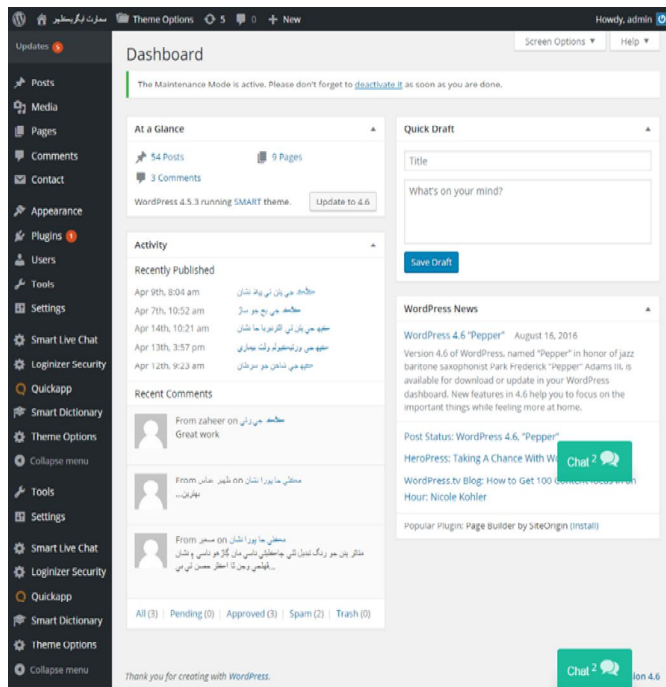 Theme Options 5 0 + New Howdy, admin
Updates 5
Screen Options ▼ Help ▼
Dashboard
The Maintenance Mode is active. Please don't forget to deactivate it as soon as you are done.
Posts
Media
Pages
Comments
Contact
Appearance
Plugins 1
Users
Tools
Settings
Smart Live Chat
Loginizer Security
Quickapp
Smart Dictionary
Theme Options
Collapse menu
Tools
Settings
Smart Live Chat
Loginizer Security
Quickapp
Smart Dictionary
Theme Options
Collapse menu
At a Glance
54 Posts 9 Pages
3 Comments
WordPress 4.5.3 running SMART theme. Update to 4.6
Activity
Recently Published
Apr 9th, 8:04 am
Apr 7th, 10:52 am
Apr 14th, 10:21 am
Apr 13th, 3:57 pm
Apr 12th, 9:23 am
Recent Comments
From zaheer on
Great work
From ظهير عباس on
بهترين...
From on
All (3) | Pending (0) | Approved (3) | Spam (2) | Trash (0)
Quick Draft
Title
What's on your mind?
Save Draft
WordPress News
WordPress 4.6 "Pepper" August 16, 2016
Version 4.6 of WordPress, named "Pepper" in honor of jazz
baritone saxophonist Park Frederick "Pepper" Adams III, is
available for download or update in your WordPress
dashboard. New features in 4.6 help you to focus on the
important things while feeling more at home.
Post Status: WordPress 4.6, "Pepper"
HeroPress: Taking A Chance With
Chat 2
WordPress.tv Blog: How to Get 100 Content focus in an
Hour: Nicole Kohler
Popular Plugin: Page Builder by SiteOrigin (Install)
Chat 2
Thank you for creating with WordPress. ion 4.6